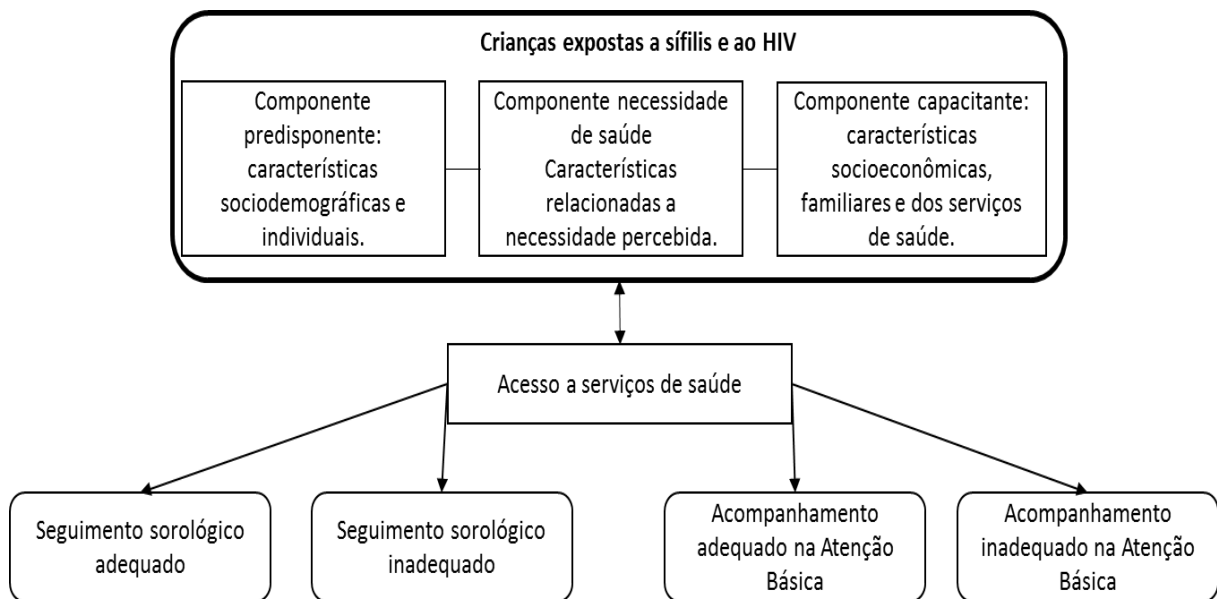 Crianças expostas a sífilis e ao HIV
Componente
predisponente:
características
sociodemográficas e
individuais.
Componente necessidade
de saúde
Características
relacionadas a
necessidade percebida.
Componente capacitante:
características
socioeconômicas,
familiares e dos serviços
de saúde.
Acesso a serviços de saúde
Seguimento sorológico
adequado
Seguimento sorológico
inadequado
Acompanhamento
adequado na Atenção
Básica
Acompanhamento
inadequado na Atenção
Básica